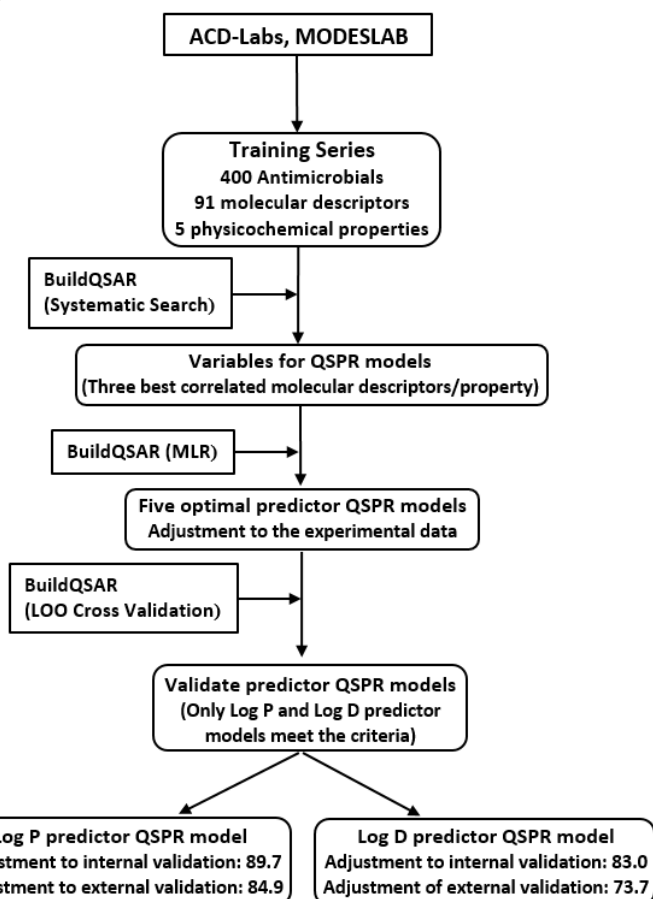 ACD-Labs, MODESLAB
Training Series
400 Antimicrobials
91 molecular descriptors
5 physicochemical properties
BuildQSAR
(Systematic Search)
Variables for QSPR models
(Three best correlated molecular descriptors/property)
BuildQSAR (MLR)
Five optimal predictor QSPR models
Adjustment to the experimental data
BuildQSAR
(LOO Cross Validation)
Validate predictor QSPR models
(Only Log P and Log D predictor
models meet the criteria)
og P predictor QSPR model
stment to internal validation: 89.7
stment to external validation: 84.9
Log D predictor QSPR model
Adjustment to internal validation: 83.0
Adjustment of external validation: 73.7